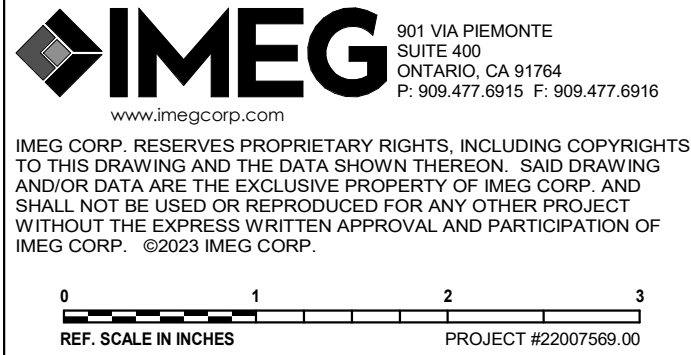 IMEG
901 VIA PIEMONTE
SUITE 400
ONTARIO, CA 91764
P: 909.477.6915 F: 909.477.6916
www.imegcorp.com
IMEG CORP. RESERVES PROPRIETARY RIGHTS, INCLUDING COPYRIGHTS
TO THIS DRAWING AND THE DATA SHOWN THEREON. SAID DRAWING
AND/OR DATA ARE THE EXCLUSIVE PROPERTY OF IMEG CORP. AND
SHALL NOT BE USED OR REPRODUCED FOR ANY OTHER PROJECT
WITHOUT THE EXPRESS WRITTEN APPROVAL AND PARTICIPATION OF
IMEG CORP. ©2023 IMEG CORP.
0 1 2 3
REF. SCALE IN INCHES PROJECT #22007569.00